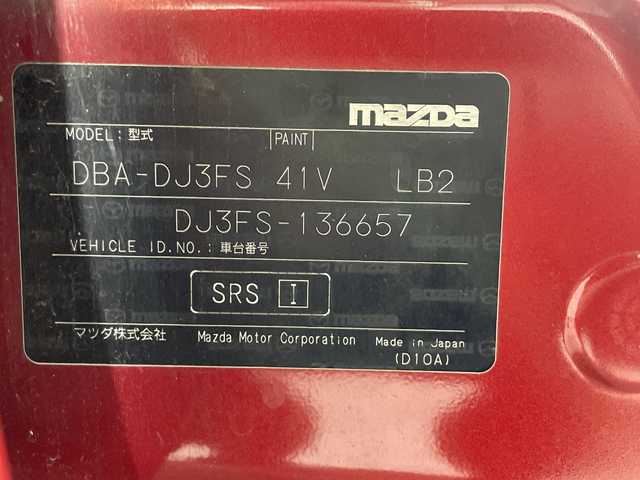 mazda
MODEL: 型式 PAINT
DBA-DJ3FS 41V LB2
DJ3FS-136657
VEHICLE ID.NO.: 車台番号
SRS I
マツダ株式会社 Mazda Motor Corporation Made in Japan
(D10A)